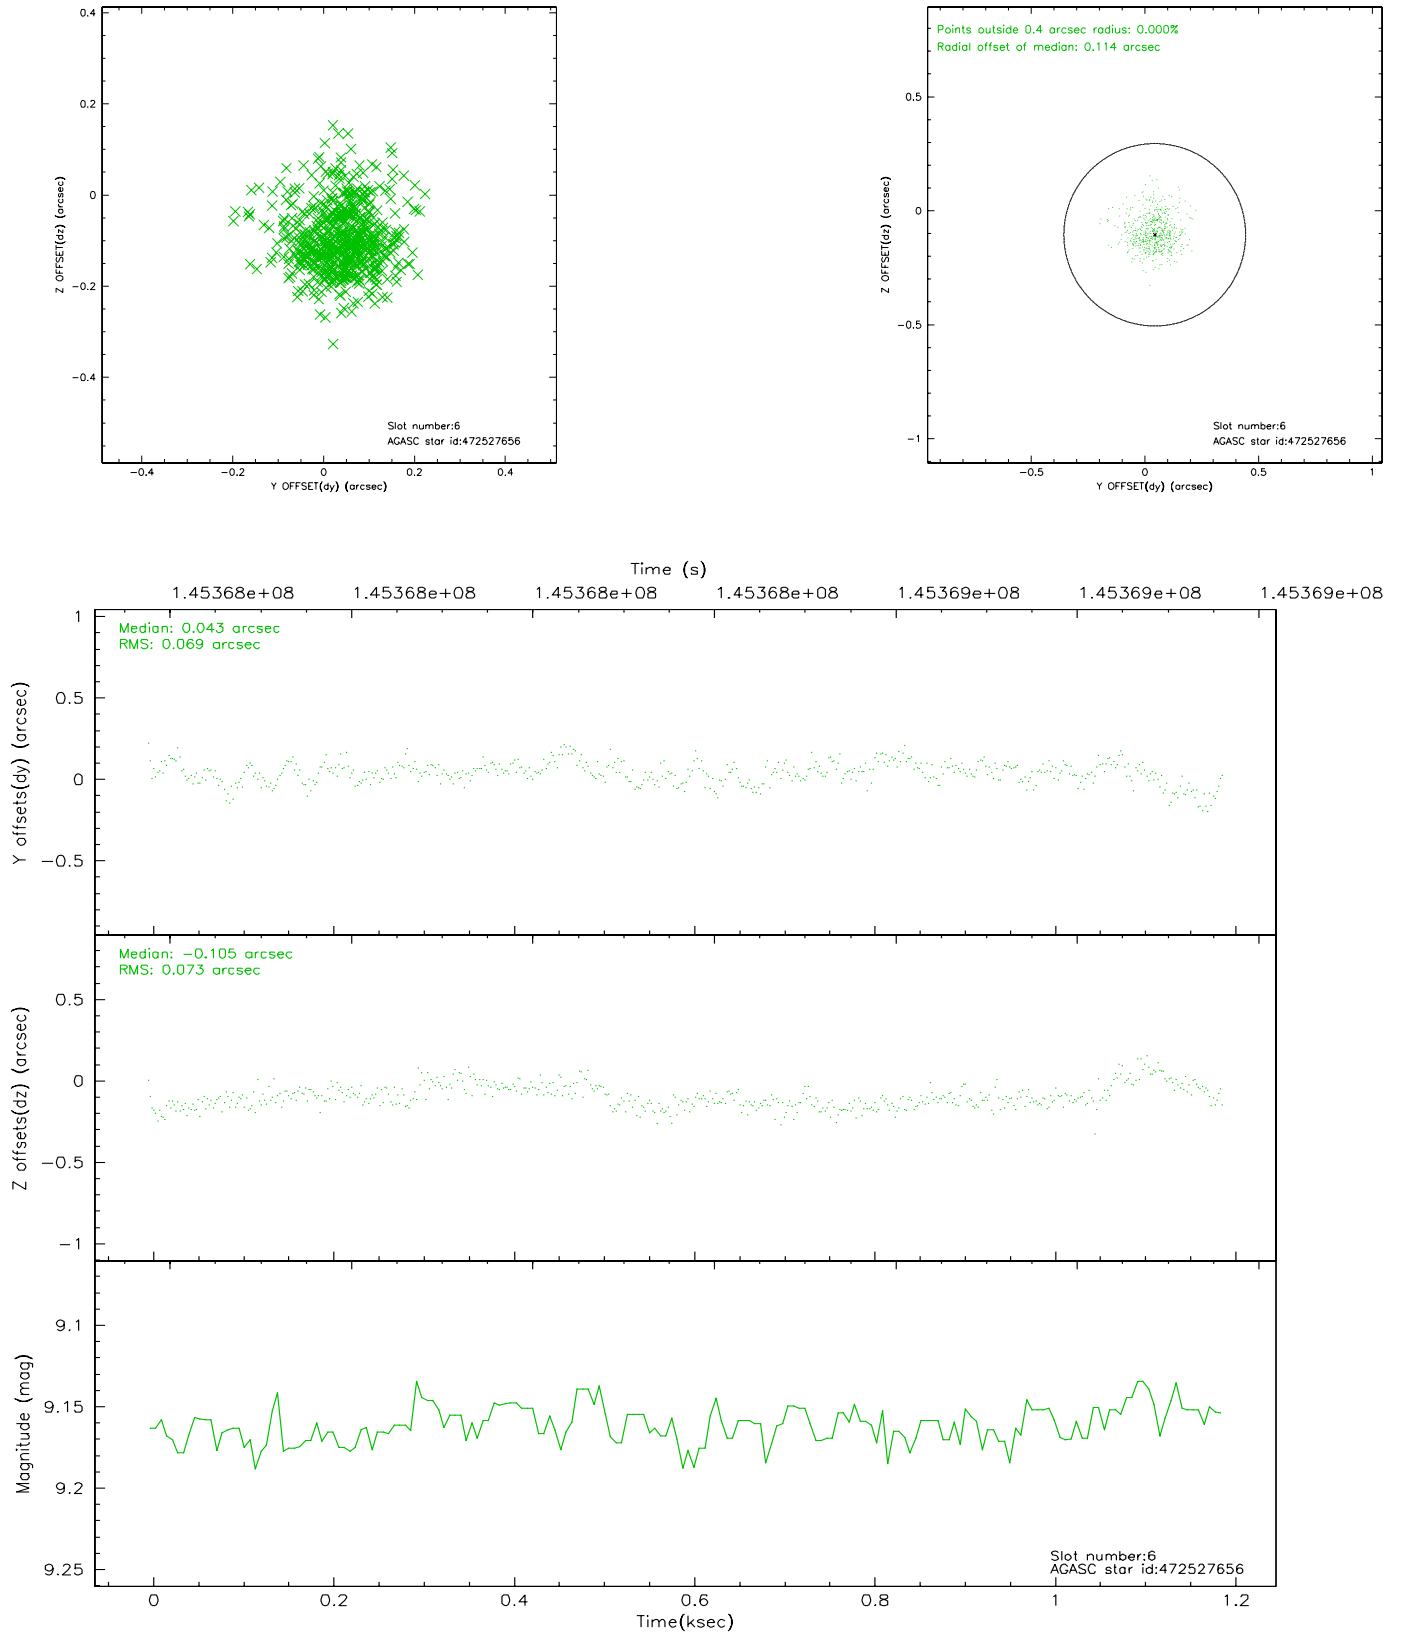 0.4
0.2
0
−0.2
−0.4
Z OFFSET(dz) (arcsec)
Slot number:6
AGASC star id:472527656
−0.4 −0.2 0 0.2 0.4
Y OFFSET(dy) (arcsec)
Points outside 0.4 arcsec radius: 0.000%
Radial offset of median: 0.114 arcsec
0.5
0
−0.5
−1
Z OFFSET(dz) (arcsec)
Slot number:6
AGASC star id:472527656
−0.5 0 0.5 1
Y OFFSET(dy) (arcsec)
Time (s)
1.45368e+08 1.45368e+08 1.45368e+08 1.45368e+08 1.45369e+08 1.45369e+08 1.45369e+08
Median: 0.043 arcsec
RMS: 0.069 arcsec
1
0.5
0
−0.5
Y offsets(dy) (arcsec)
Median: −0.105 arcsec
RMS: 0.073 arcsec
0.5
0
−0.5
−1
Z offsets(dz) (arcsec)
9.1
9.15
9.2
9.25
Magnitude (mag)
Slot number:6
AGASC star id:472527656
0 0.2 0.4 0.6 0.8 1 1.2
Time(ksec)